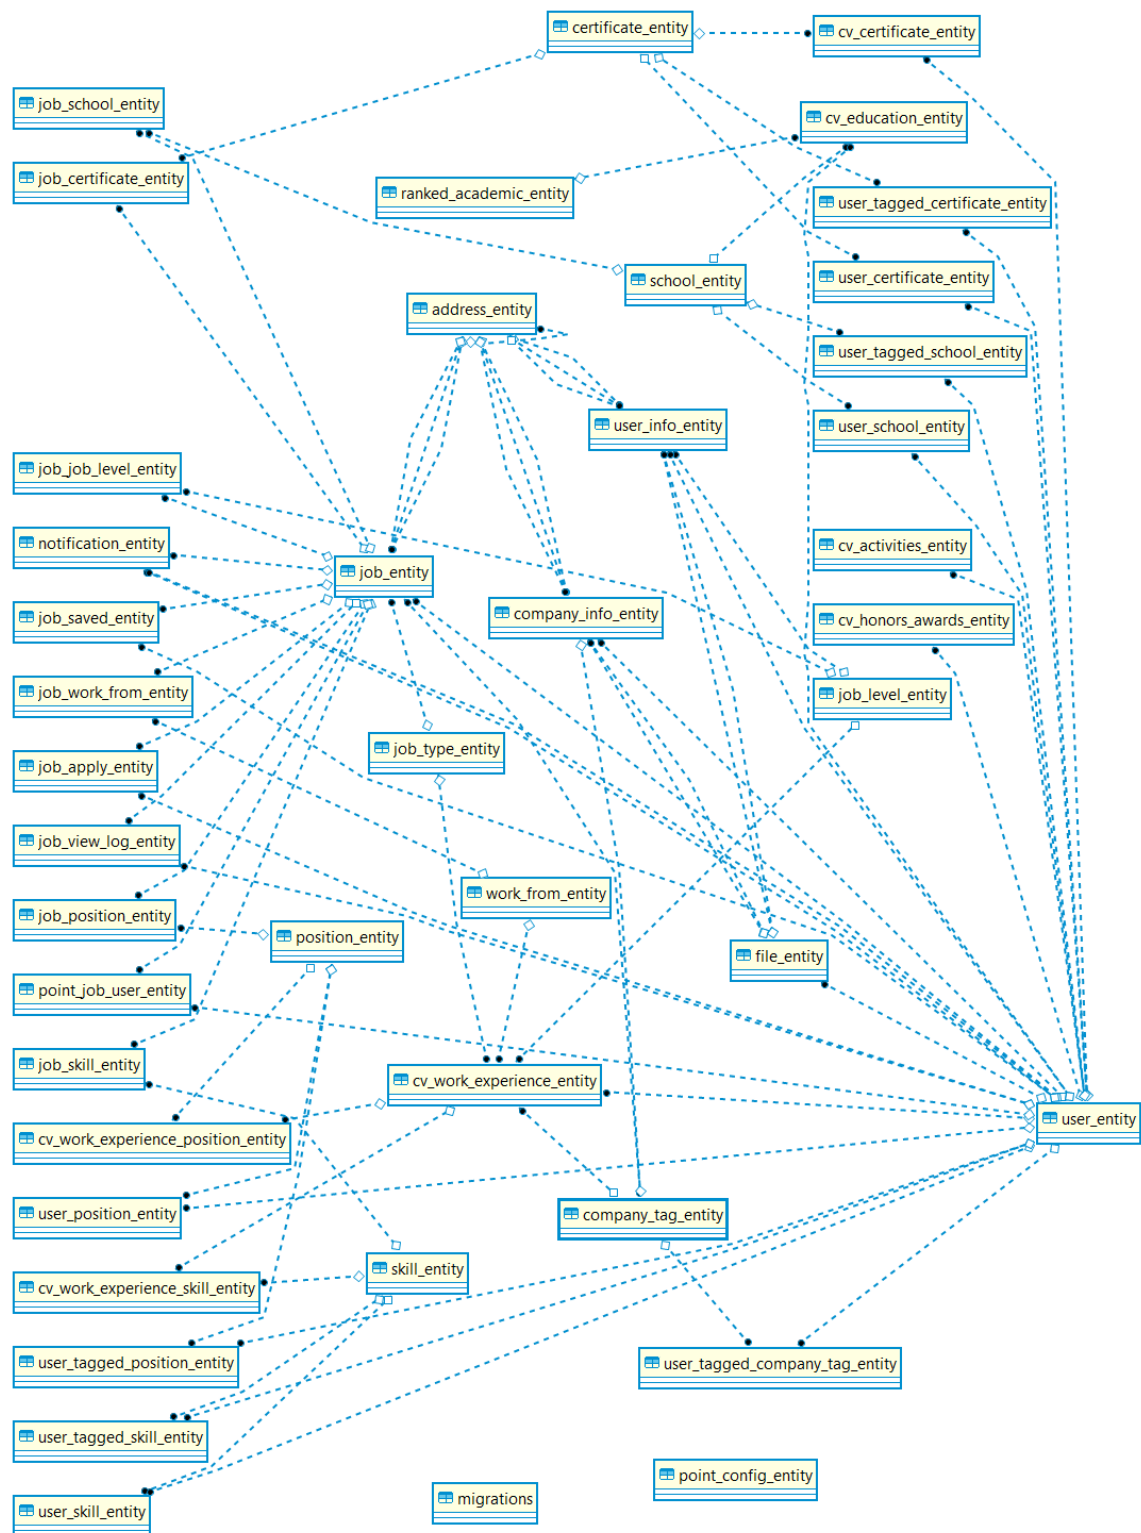 certificate_entity
cv_certificate_entity
job_school_entity
cv_education_entity
job_certificate_entity
ranked_academic_entity
user_tagged_certificate_entity
school_entity
user_certificate_entity
address_entity
user_tagged_school_entity
user_info_entity
user_school_entity
job_job_level_entity
notification_entity
cv_activities_entity
job_entity
job_saved_entity
company_info_entity
cv_honors_awards_entity
job_work_from_entity
job_level_entity
job_type_entity
job_apply_entity
job_view_log_entity
work_from_entity
job_position_entity
position_entity
file_entity
point_job_user_entity
job_skill_entity
cv_work_experience_entity
user_entity
cv_work_experience_position_entity
user_position_entity
company_tag_entity
skill_entity
cv_work_experience_skill_entity
user_tagged_position_entity
user_tagged_company_tag_entity
user_tagged_skill_entity
point_config_entity
migrations
user_skill_entity